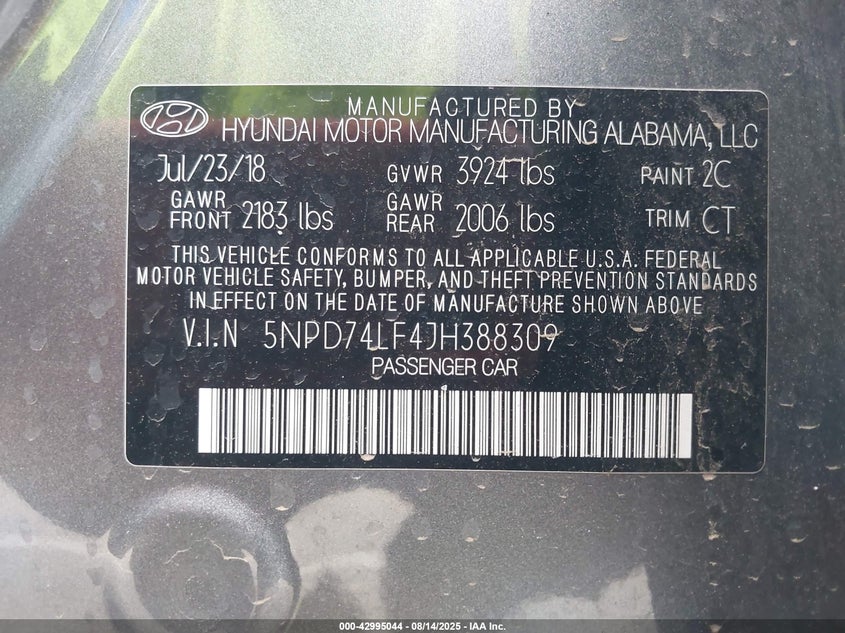 MANUFACTURED BY
HYUNDAI MOTOR MANUFACTURING ALABAMA, LLC
Jul/23/18 GVWR 3924 lbs PAINT 2C
GAWR FRONT 2183 lbs GAWR REAR 2006 lbs TRIM CT
THIS VEHICLE CONFORMS TO ALL APPLICABLE U.S.A. FEDERAL
MOTOR VEHICLE SAFETY, BUMPER, AND THEFT PREVENTION STANDARDS
IN EFFECT ON THE DATE OF MANUFACTURE SHOWN ABOVE
V.I.N 5NPD74LF4JH388309
PASSENGER CAR
000-42995044 - 08/14/2025 - IAA Inc.